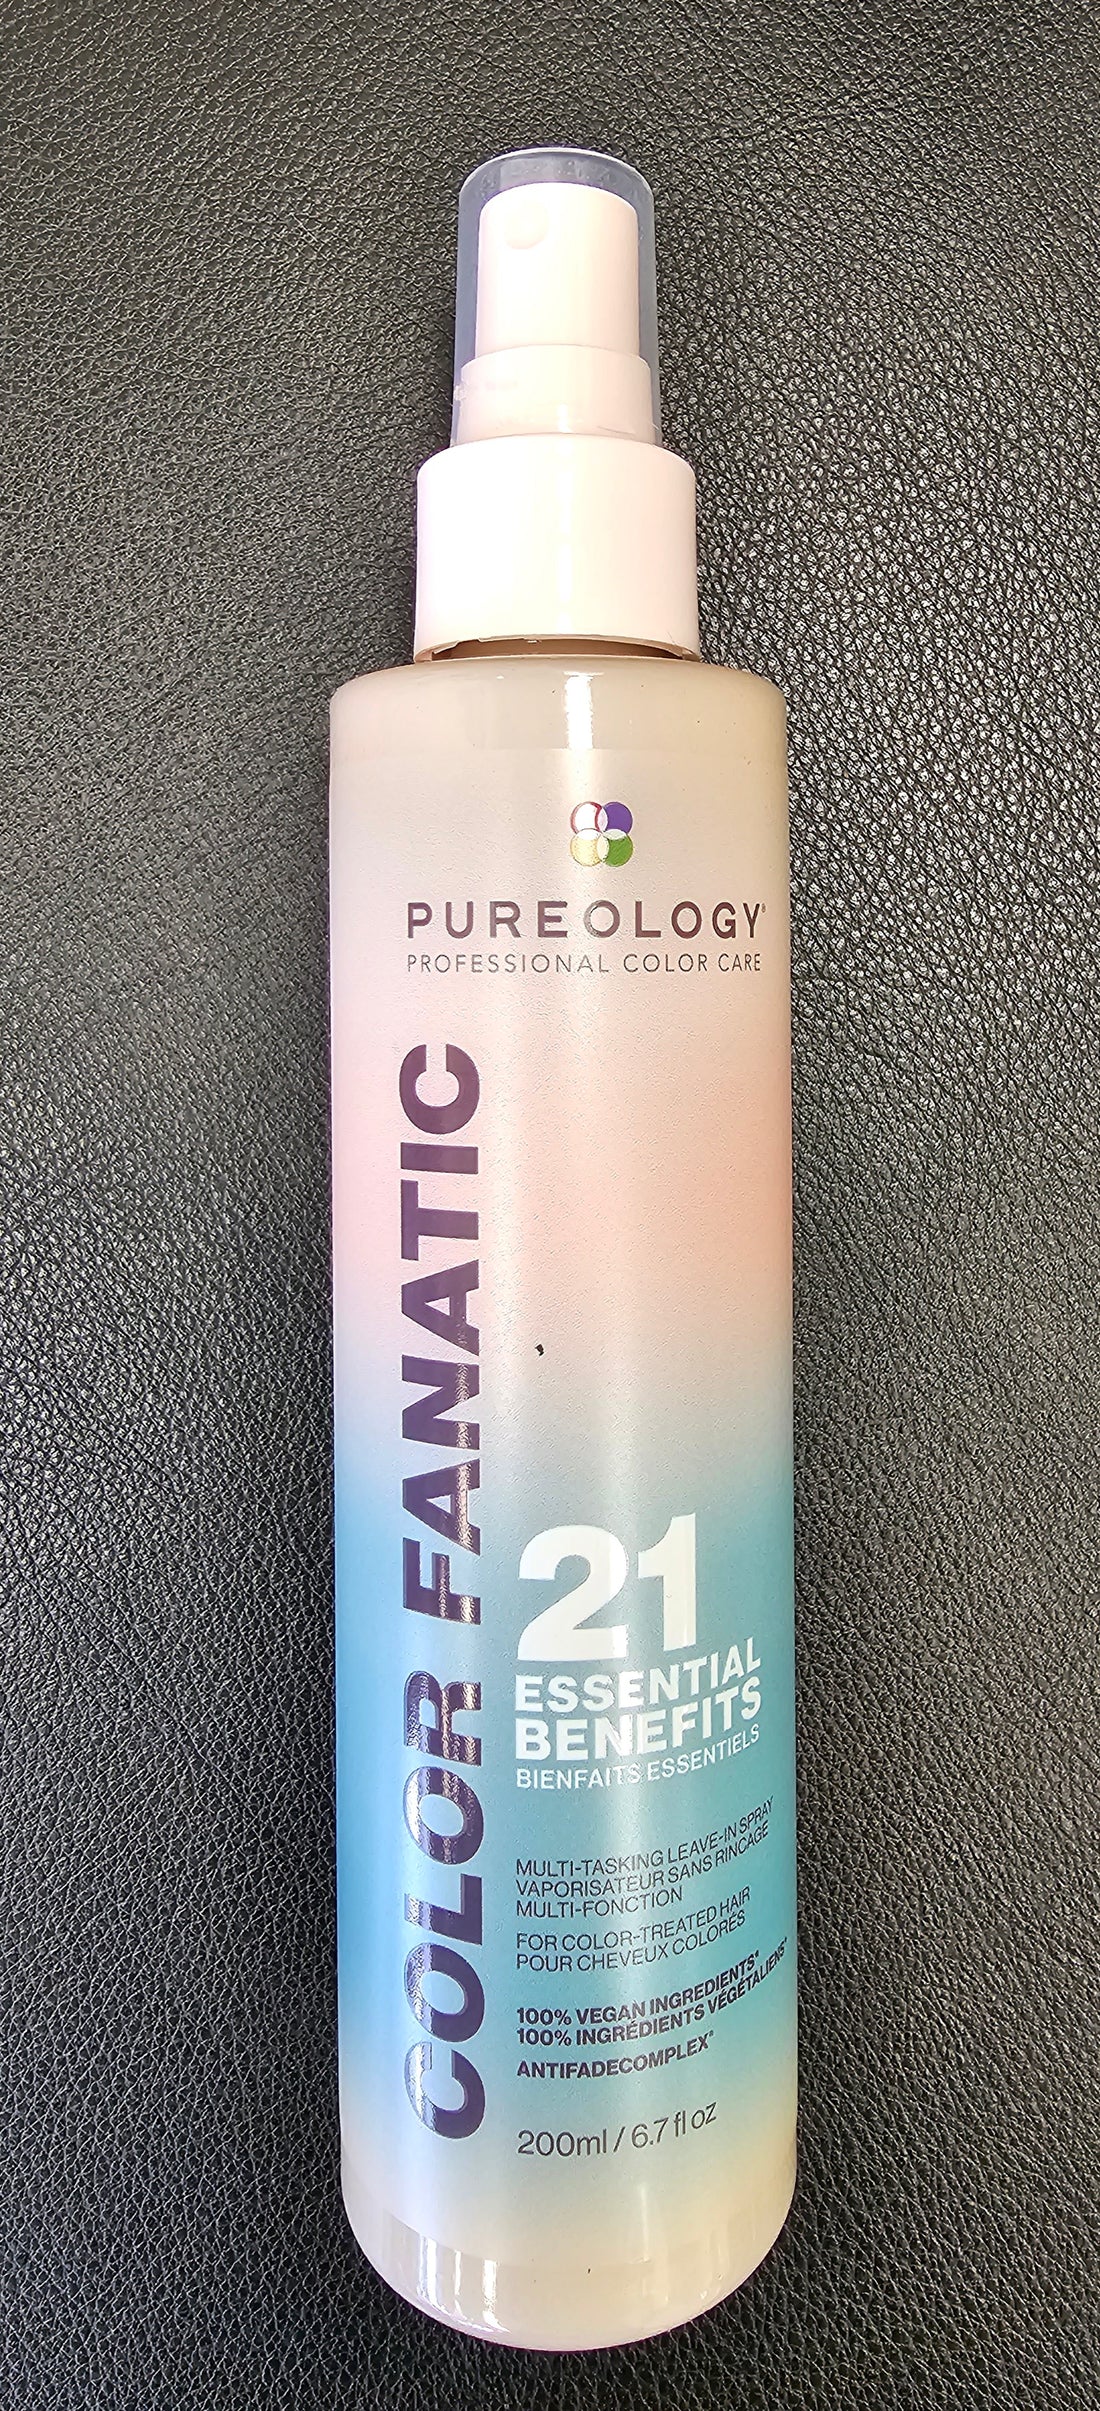 PUREOLOGY®
PROFESSIONAL COLOR CARE
COLOR FANATIC
21
ESSENTIAL
BENEFITS
BIENFAITS ESSENTIELS
MULTI-TASKING LEAVE-IN SPRAY
VAPORISATEUR SANS RINCAGE
MULTI-FONCTION
FOR COLOR-TREATED HAIR
POUR CHEVEUX COLORÉS
100% VEGAN INGREDIENTS*
100% INGRÉDIENTS VÉGÉTALIENS*
ANTIFADECOMPLEX®
200ml / 6.7 fl oz